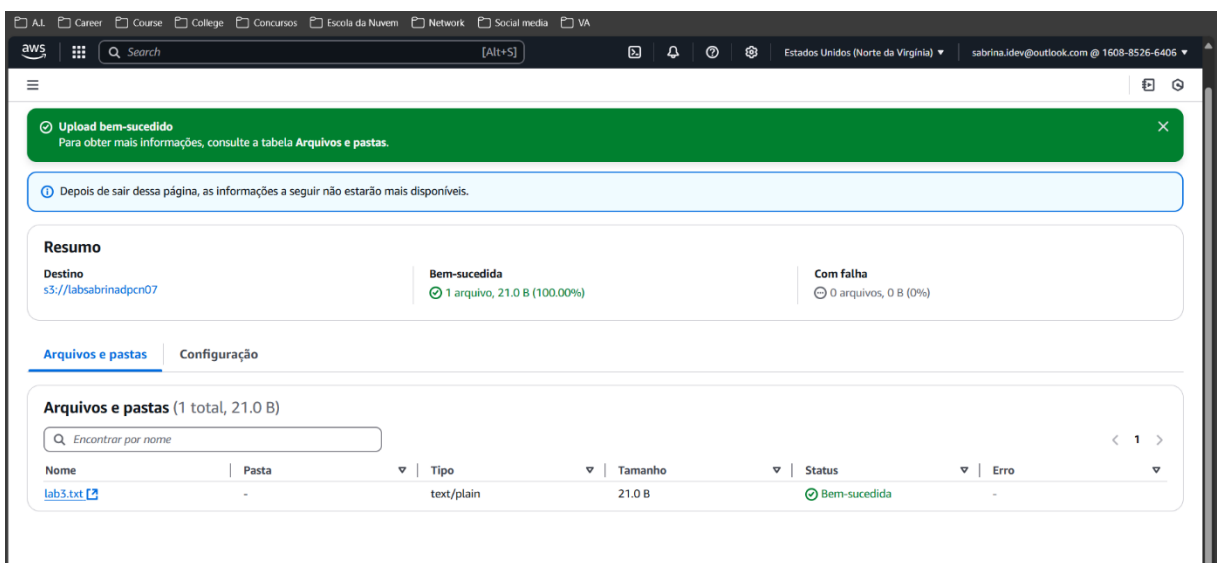 A.I. Career Course College Concursos Escola da Nuvem Network Social media VA
aws Search [Alt+S] Estados Unidos (Norte da Virgínia) ▼ sabrina.idev@outlook.com @ 1608-8526-6406 ▼
Upload bem-sucedido
Para obter mais informações, consulte a tabela Arquivos e pastas.
Depois de sair dessa página, as informações a seguir não estarão mais disponíveis.
Resumo
Destino Bem-sucedida Com falha
s3://labsabrinadpcn07 1 arquivo, 21.0 B (100.00%) 0 arquivos, 0 B (0%)
Arquivos e pastas Configuração
Arquivos e pastas (1 total, 21.0 B)
Encontrar por nome < 1 >
Nome Pasta Tipo Tamanho Status Erro
lab3.txt - text/plain 21.0 B Bem-sucedida -